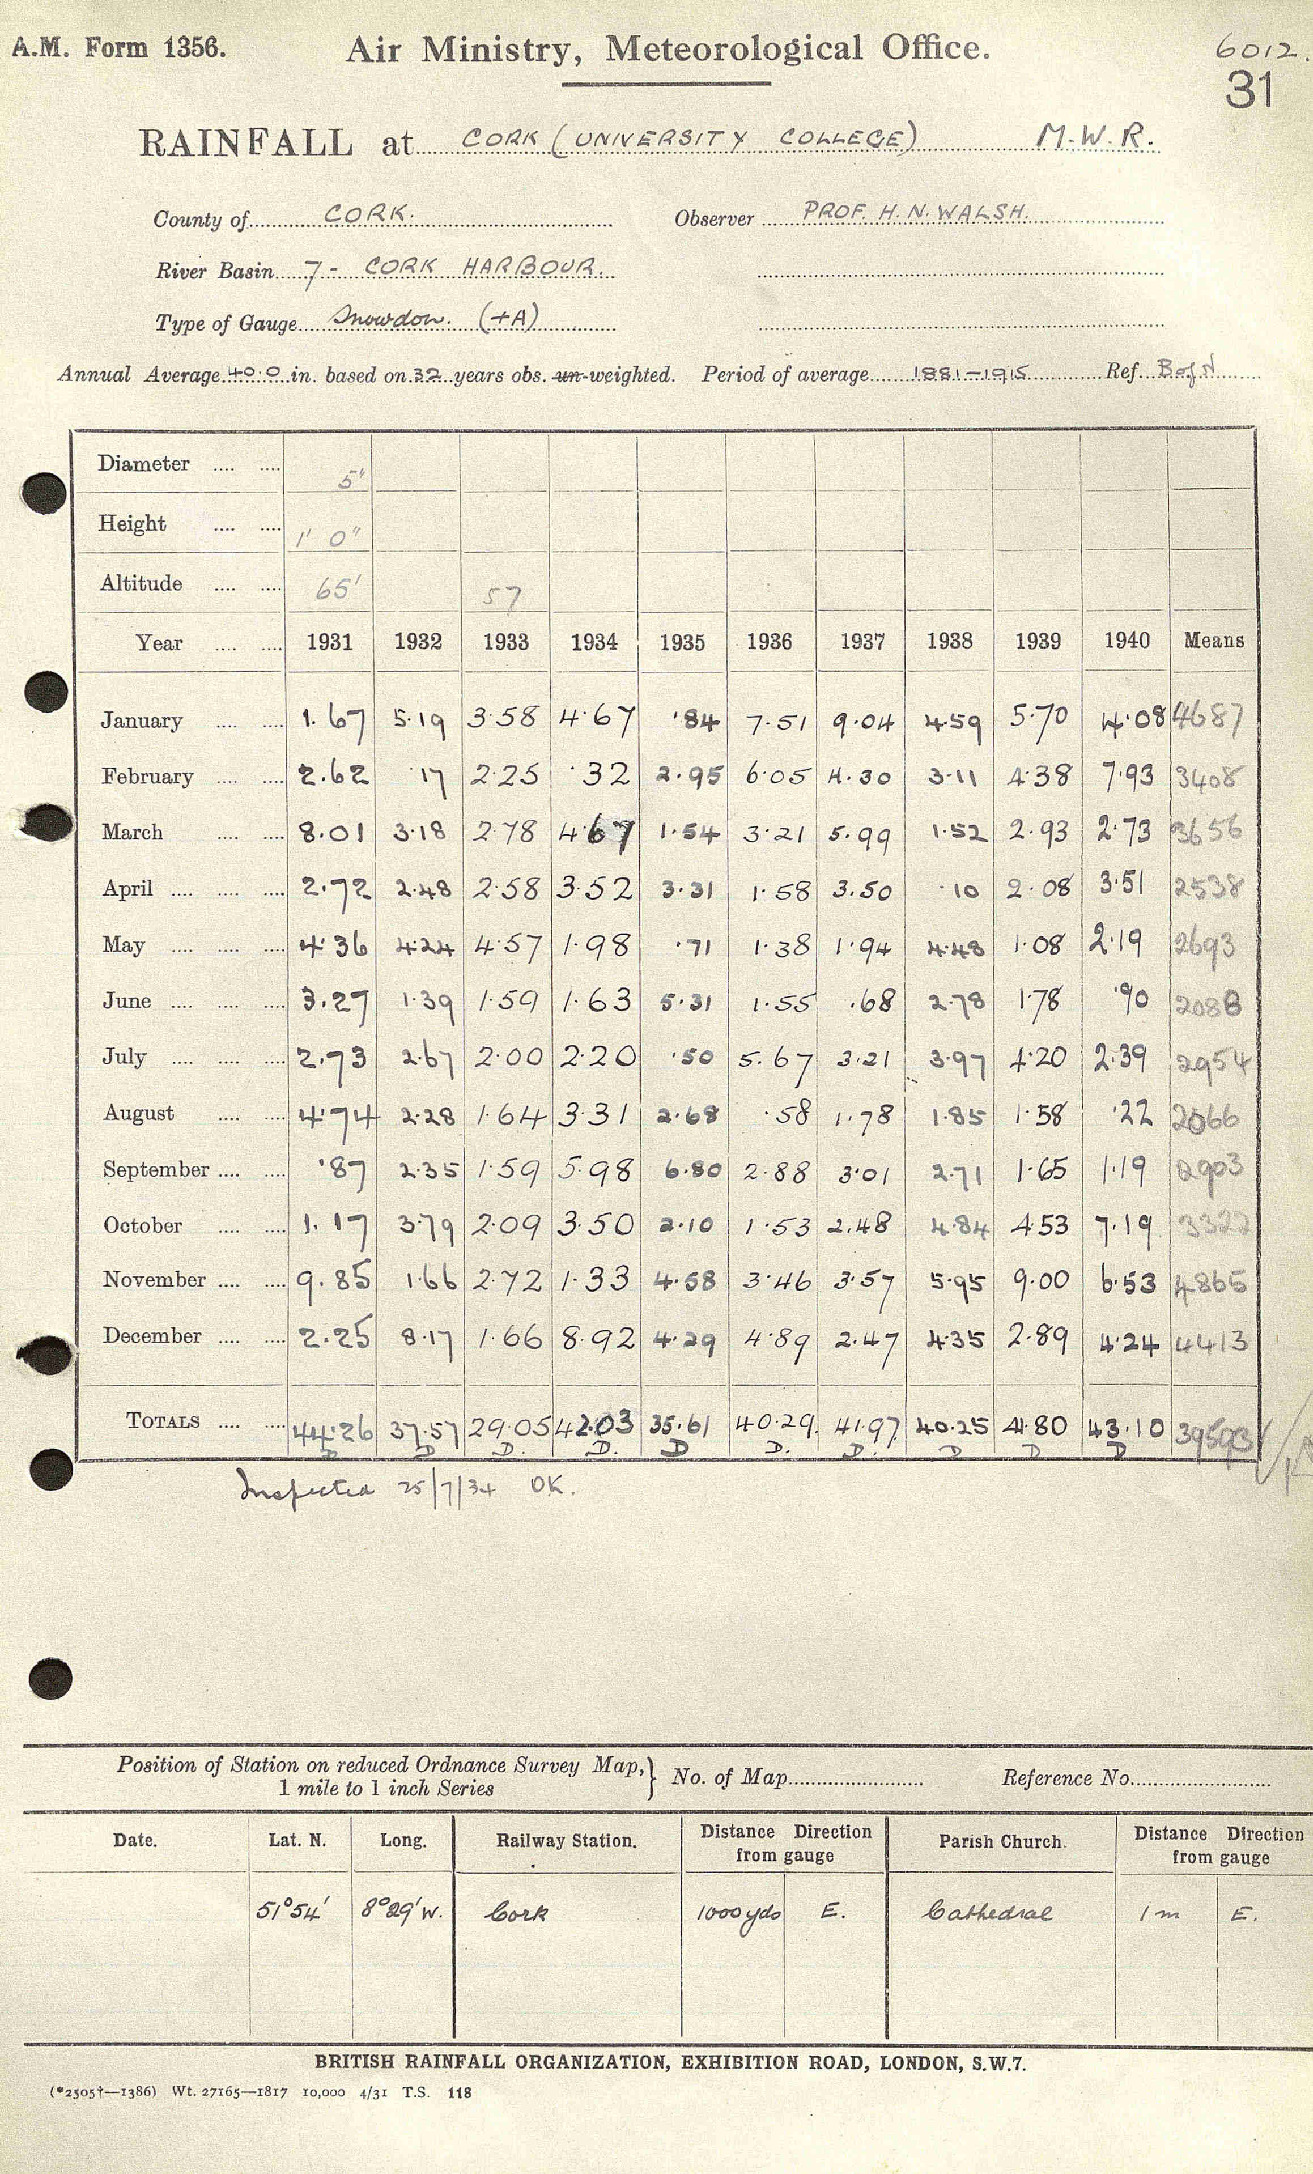 A.M. Form 1356. Air Ministry, Meteorological Office. 6012.
31
RAINFALL at CORK (UNIVERSITY COLLEGE) M.W.R.
County of CORK. Observer PROF. H. N. WALSH.
River Basin 7 - CORK HARBOUR.
Type of Gauge Snowdon. (+A)
Annual Average 40.0 in. based on 32 years obs. un-weighted. Period of average 1881-1915 Ref. B of N
Diameter 5"
Height 1' 0"
Altitude 65' 57
Year 1931 1932 1933 1934 1935 1936 1937 1938 1939 1940 Means
January 1.67 5.19 3.58 4.67 .84 7.51 9.04 4.59 5.70 4.08 4687
February 2.62 .17 2.25 .32 2.95 6.05 4.30 3.11 4.38 7.93 3408
March 8.01 3.18 2.78 4.67 1.54 3.21 5.99 1.52 2.93 2.73 3656
April 2.72 2.48 2.58 3.52 3.31 1.58 3.50 .10 2.08 3.51 2538
May 4.36 4.24 4.57 1.98 .71 1.38 1.94 4.48 1.08 2.19 2693
June 3.27 1.39 1.59 1.63 5.31 1.55 .68 2.78 1.78 .90 2088
July 2.73 2.67 2.00 2.20 .50 5.67 3.21 3.97 4.20 2.39 2954
August 4.74 2.28 1.64 3.31 2.68 .58 1.78 1.85 1.58 .22 2066
September .87 2.35 1.59 5.98 6.80 2.88 3.01 2.71 1.65 1.19 2903
October 1.17 3.79 2.09 3.50 2.10 1.53 2.48 4.84 4.53 7.19 3322
November 9.85 1.66 2.72 1.33 4.58 3.46 3.57 5.95 9.00 6.53 4865
December 2.25 8.17 1.66 8.92 4.29 4.89 2.47 4.35 2.89 4.24 4413
TOTALS 44.26 37.57 29.05 42.03 35.61 40.29 41.97 40.25 41.80 43.10 39593
D D D. D. D D. D. D D D
Inspected 25/7/34 OK.
Position of Station on reduced Ordnance Survey Map, No. of Map Reference No.
1 mile to 1 inch Series
Date. Lat. N. Long. Railway Station. Distance Direction Parish Church. Distance Direction
from gauge from gauge
51°54' 8°29'W. Cork 1000 yds E. Cathedral 1 m E.
BRITISH RAINFALL ORGANIZATION, EXHIBITION ROAD, LONDON, S.W.7.
(*2505†—1386) Wt. 27165—1817 10,000 4/31 T.S. 118